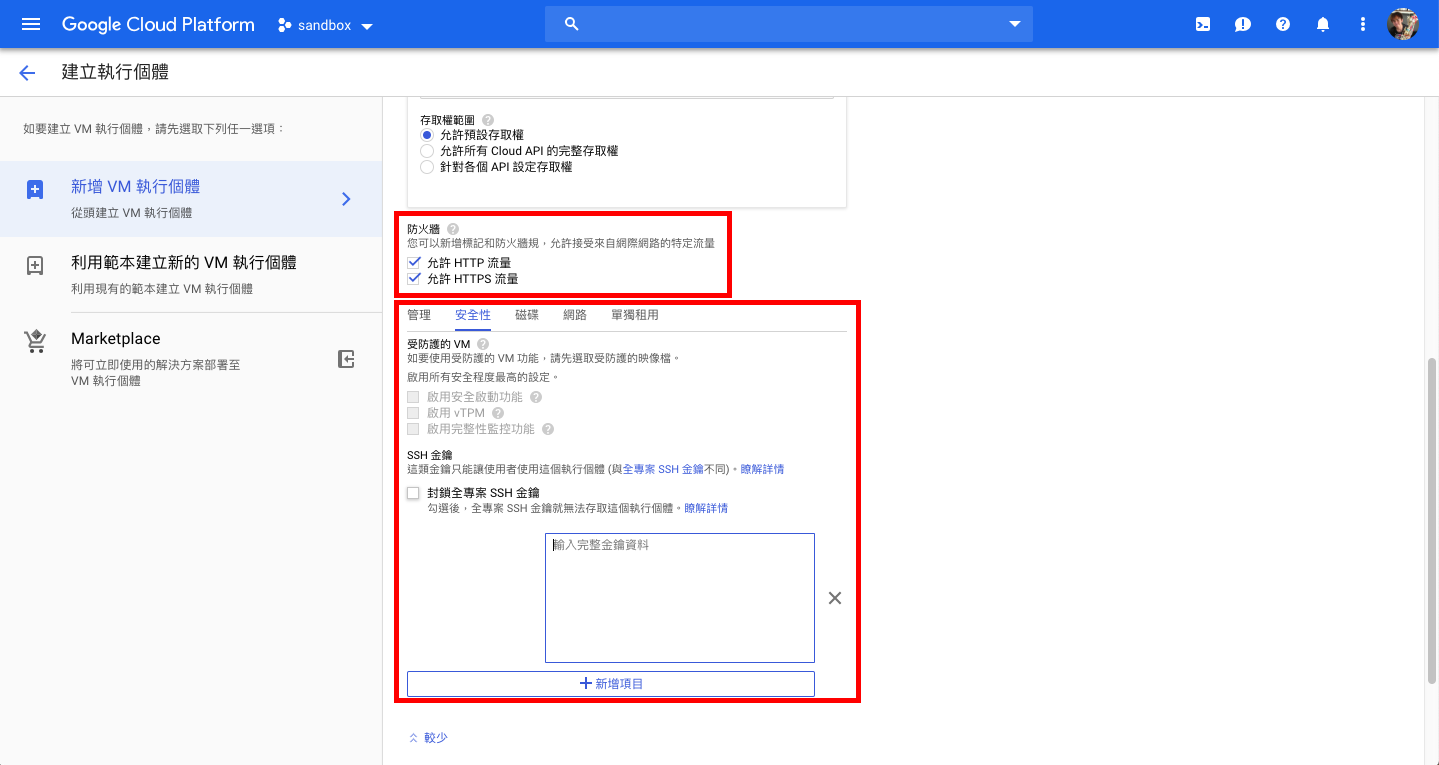 Google Cloud Platform
sandbox
建立執行個體
如要建立 VM 執行個體，請先選取下列任一選項：
新增 VM 執行個體
從頭建立 VM 執行個體
利用範本建立新的 VM 執行個體
利用現有的範本建立 VM 執行個體
Marketplace
將可立即使用的解決方案部署至
VM 執行個體
存取權範圍
允許預設存取權
允許所有 Cloud API 的完整存取權
針對各個 API 設定存取權
防火牆
您可以新增標記和防火牆規，允許接受來自網際網路的特定流量
允許 HTTP 流量
允許 HTTPS 流量
管理 安全性 磁碟 網路 單獨租用
受防護的 VM
如要使用受防護的 VM 功能，請先選取受防護的映像檔。
啟用所有安全程度最高的設定。
啟用安全啟動功能
啟用 vTPM
啟用完整性監控功能
SSH 金鑰
這類金鑰只能讓使用者使用這個執行個體 (與全專案 SSH 金鑰不同)。瞭解詳情
封鎖全專案 SSH 金鑰
勾選後，全專案 SSH 金鑰就無法存取這個執行個體。瞭解詳情
輸入完整金鑰資料
新增項目
較少